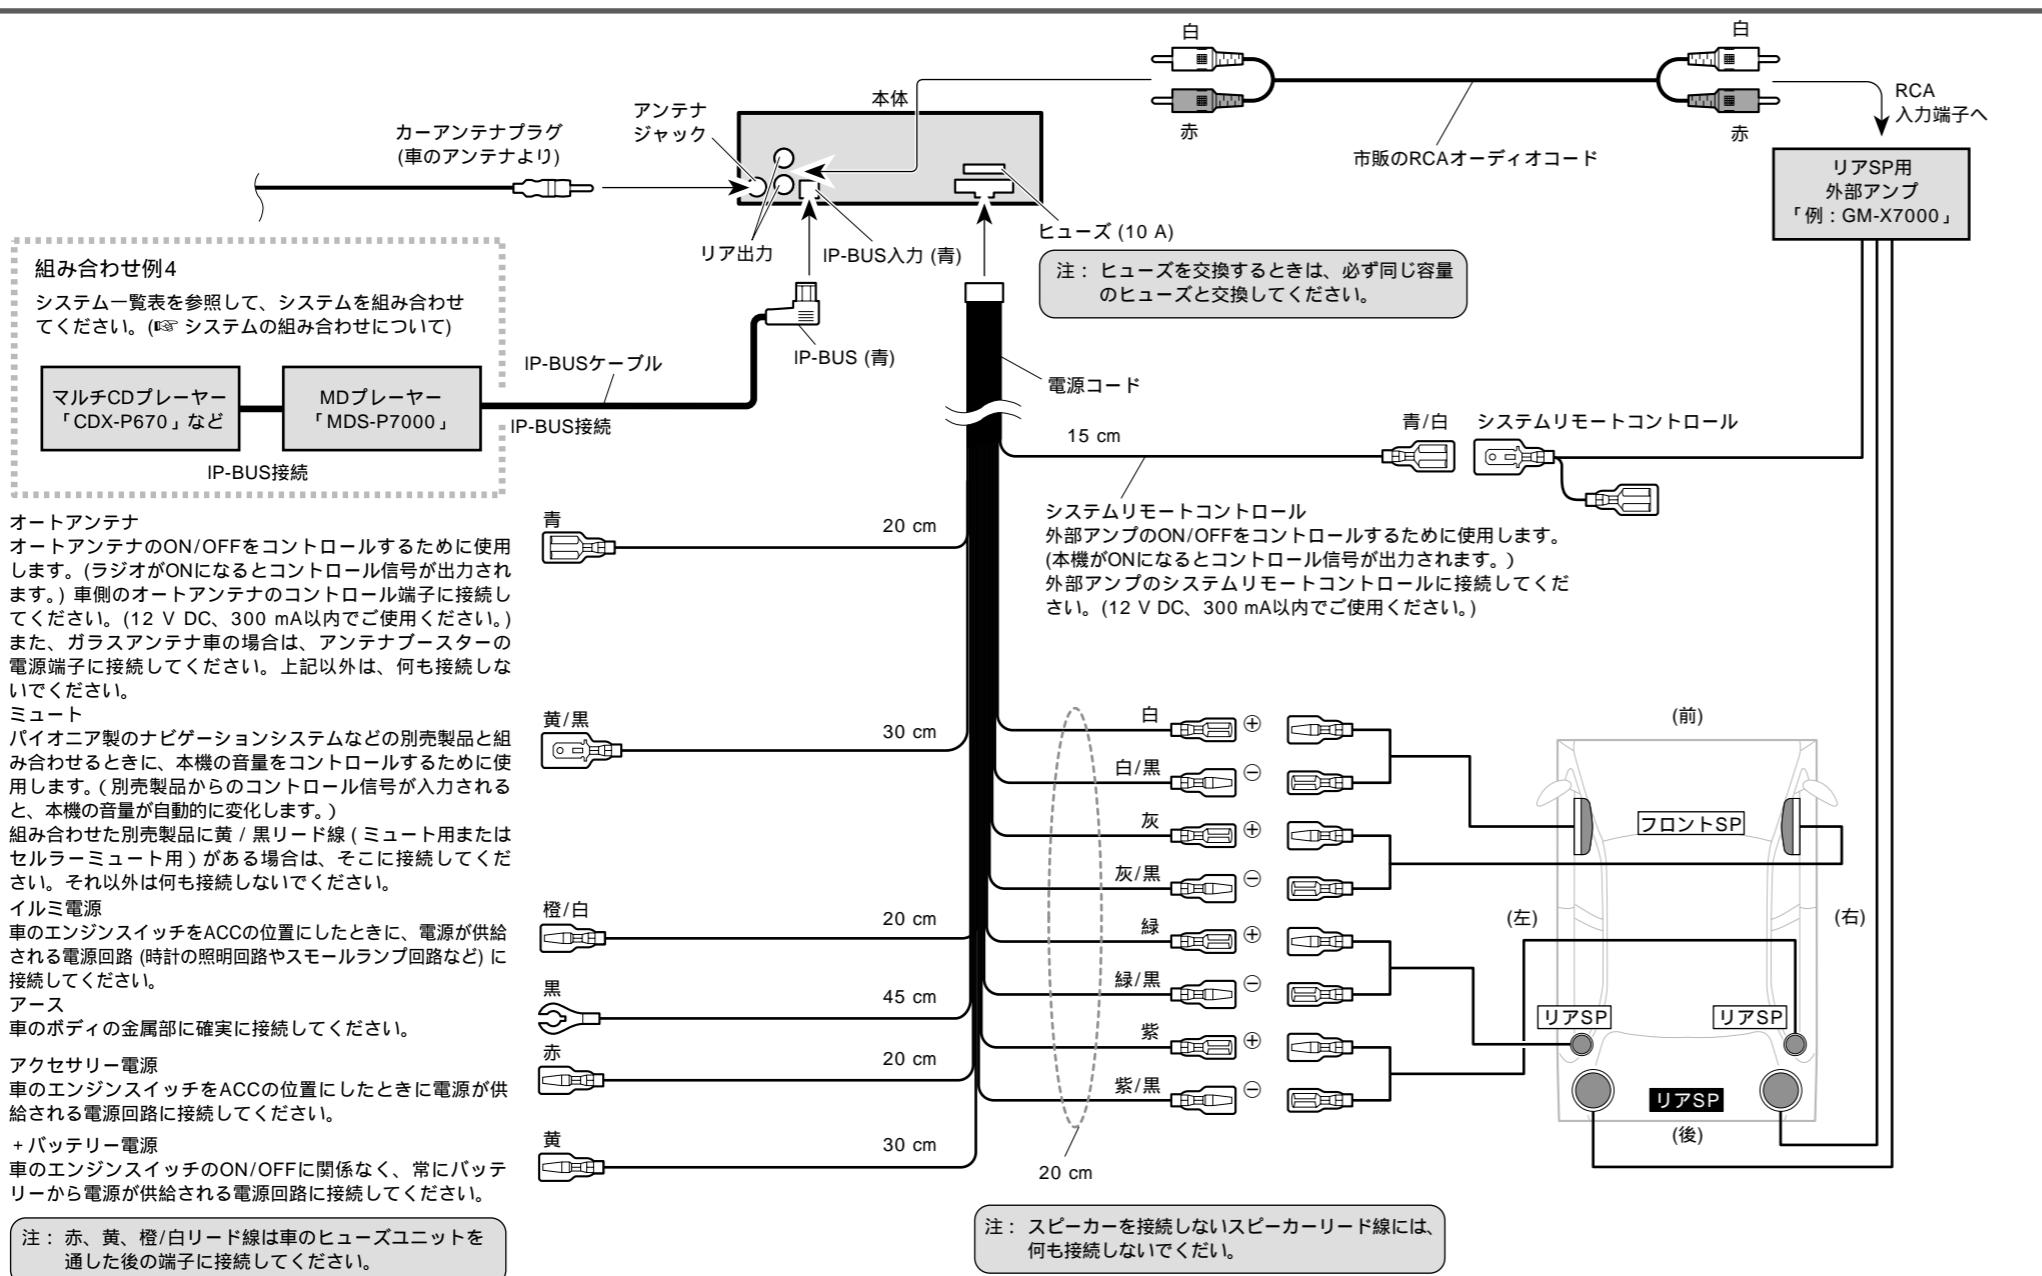 白
白
赤
赤
RCA
入力端子へ
市販のRCAオーディオコード
リアSP用
外部アンプ
「例：GM-X7000」
本体
アンテナ
ジャック
カーアンテナプラグ
(車のアンテナより)
リア出力
IP-BUS入力 (青)
ヒューズ (10 A)
注： ヒューズを交換するときは、必ず同じ容量
のヒューズと交換してください。
組み合わせ例4
システム一覧表を参照して、システムを組み合わせ
てください。(☞ システムの組み合わせについて)
マルチCDプレーヤー
「CDX-P670」など
MDプレーヤー
「MDS-P7000」
IP-BUS接続
IP-BUSケーブル
IP-BUS接続
IP-BUS (青)
電源コード
15 cm
青/白
システムリモートコントロール
システムリモートコントロール
外部アンプのON/OFFをコントロールするために使用します。
(本機がONになるとコントロール信号が出力されます。)
外部アンプのシステムリモートコントロールに接続してくだ
さい。(12 V DC、300 mA以内でご使用ください。)
オートアンテナ
オートアンテナのON/OFFをコントロールするために使用
します。(ラジオがONになるとコントロール信号が出力され
ます。) 車側のオートアンテナのコントロール端子に接続し
てください。(12 V DC、300 mA以内でご使用ください。)
また、ガラスアンテナ車の場合は、アンテナブースターの
電源端子に接続してください。上記以外は、何も接続しな
いでください。
青
20 cm
ミュート
パイオニア製のナビゲーションシステムなどの別売製品と組
み合わせるときに、本機の音量をコントロールするために使
用します。(別売製品からのコントロール信号が入力される
と、本機の音量が自動的に変化します。)
組み合わせた別売製品に黄/黒リード線(ミュート用または
セルラーミュート用)がある場合は、そこに接続してくだ
さい。それ以外は何も接続しないでください。
黄/黒
30 cm
イルミ電源
車のエンジンスイッチをACCの位置にしたときに、電源が供給
される電源回路 (時計の照明回路やスモールランプ回路など) に
接続してください。
橙/白
20 cm
アース
車のボディの金属部に確実に接続してください。
黒
45 cm
アクセサリー電源
車のエンジンスイッチをACCの位置にしたときに電源が供
給される電源回路に接続してください。
赤
20 cm
+バッテリー電源
車のエンジンスイッチのON/OFFに関係なく、常にバッテ
リーから電源が供給される電源回路に接続してください。
黄
30 cm
注： 赤、黄、橙/白リード線は車のヒューズユニットを
通した後の端子に接続してください。
白 ⊕
白/黒 ⊖
灰 ⊕
灰/黒 ⊖
緑 ⊕
緑/黒 ⊖
紫 ⊕
紫/黒 ⊖
20 cm
(前)
フロントSP
(左)
(右)
リアSP
リアSP
リアSP
(後)
注： スピーカーを接続しないスピーカーリード線には、
何も接続しないでくだい。